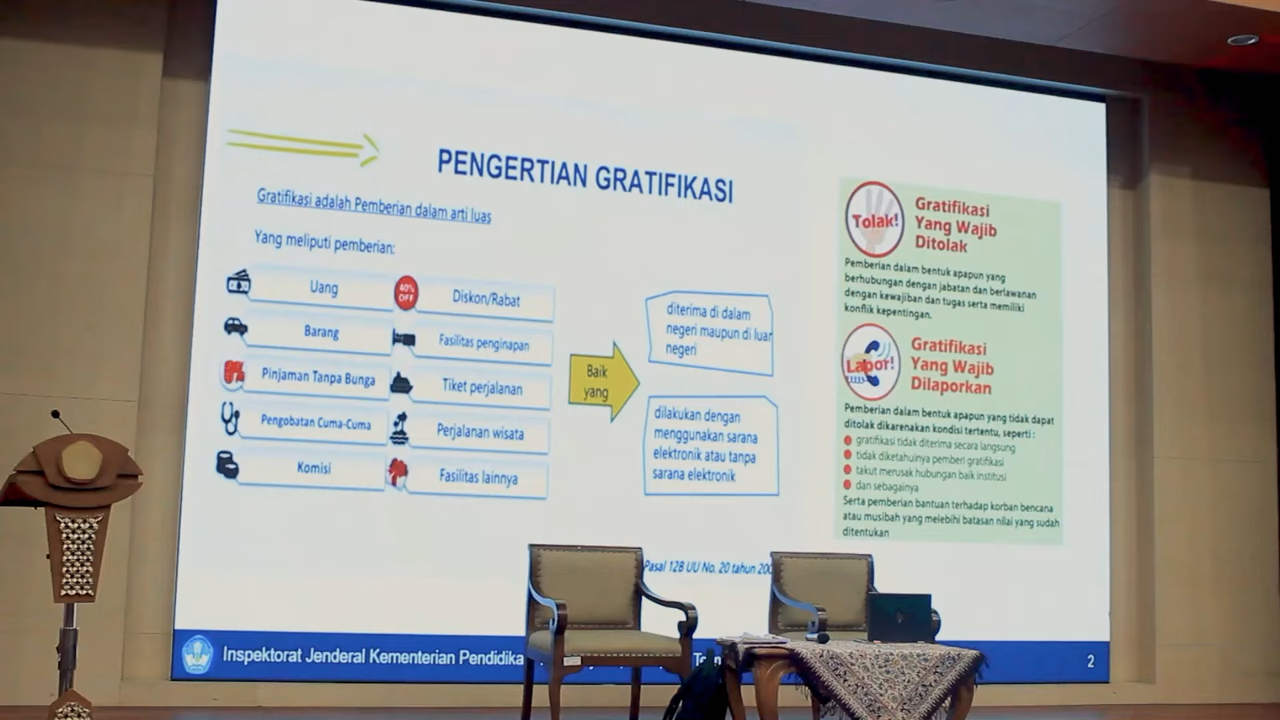 PENGERTIAN GRATIFIKASI
Gratifikasi adalah Pemberian dalam arti luas
Yang meliputi pemberian:
Uang
Barang
Pinjaman Tanpa Bunga
Pengobatan Cuma-Cuma
Komisi
40%
OFF
Diskon/Rabat
Fasilitas penginapan
Tiket perjalanan
Perjalanan wisata
Fasilitas lainnya
Baik
yang
diterima di dalam
negeri maupun di luar
negeri
dilakukan dengan
menggunakan sarana
elektronik atau tanpa
sarana elektronik
Pasal 12B UU No. 20 tahun
Tolak!
Gratifikasi
Yang Wajib
Ditolak
Pemberian dalam bentuk apapun yang
berhubungan dengan jabatan dan berlawanan
dengan kewajiban dan tugas serta memiliki
konflik kepentingan.
Lapor!
Gratifikasi
Yang Wajib
Dilaporkan
Pemberian dalam bentuk apapun yang tidak dapat
ditolak dikarenakan kondisi tertentu, seperti :
gratifikasi tidak diterima secara langsung
tidak diketahuinya pemberi gratifikasi
takut merusak hubungan baik institusi
dan sebagainya
Serta pemberian bantuan terhadap korban bencana
atau musibah yang melebihi batasan nilai yang sudah
ditentukan
Inspektorat Jenderal Kementerian Pendidika
2